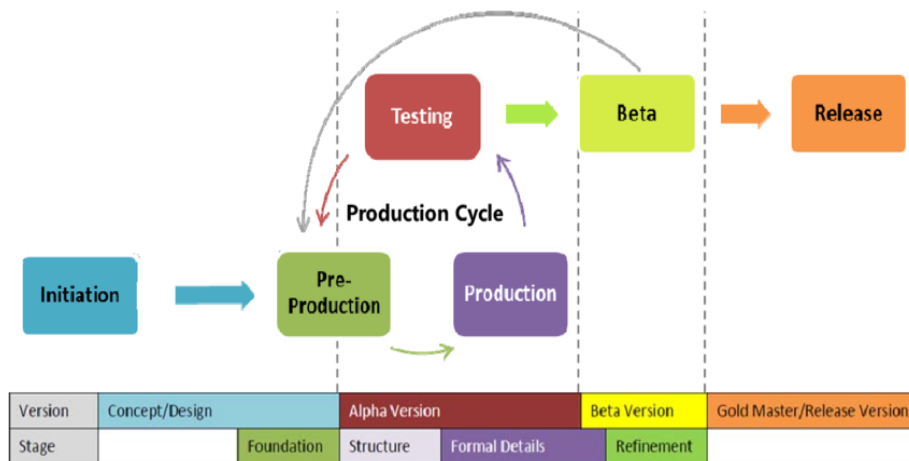 Testing
Beta
Release
Production Cycle
Initiation
Pre-
Production
Production
Version Concept/Design Alpha Version Beta Version Gold Master/Release Version
Stage Foundation Structure Formal Details Refinement